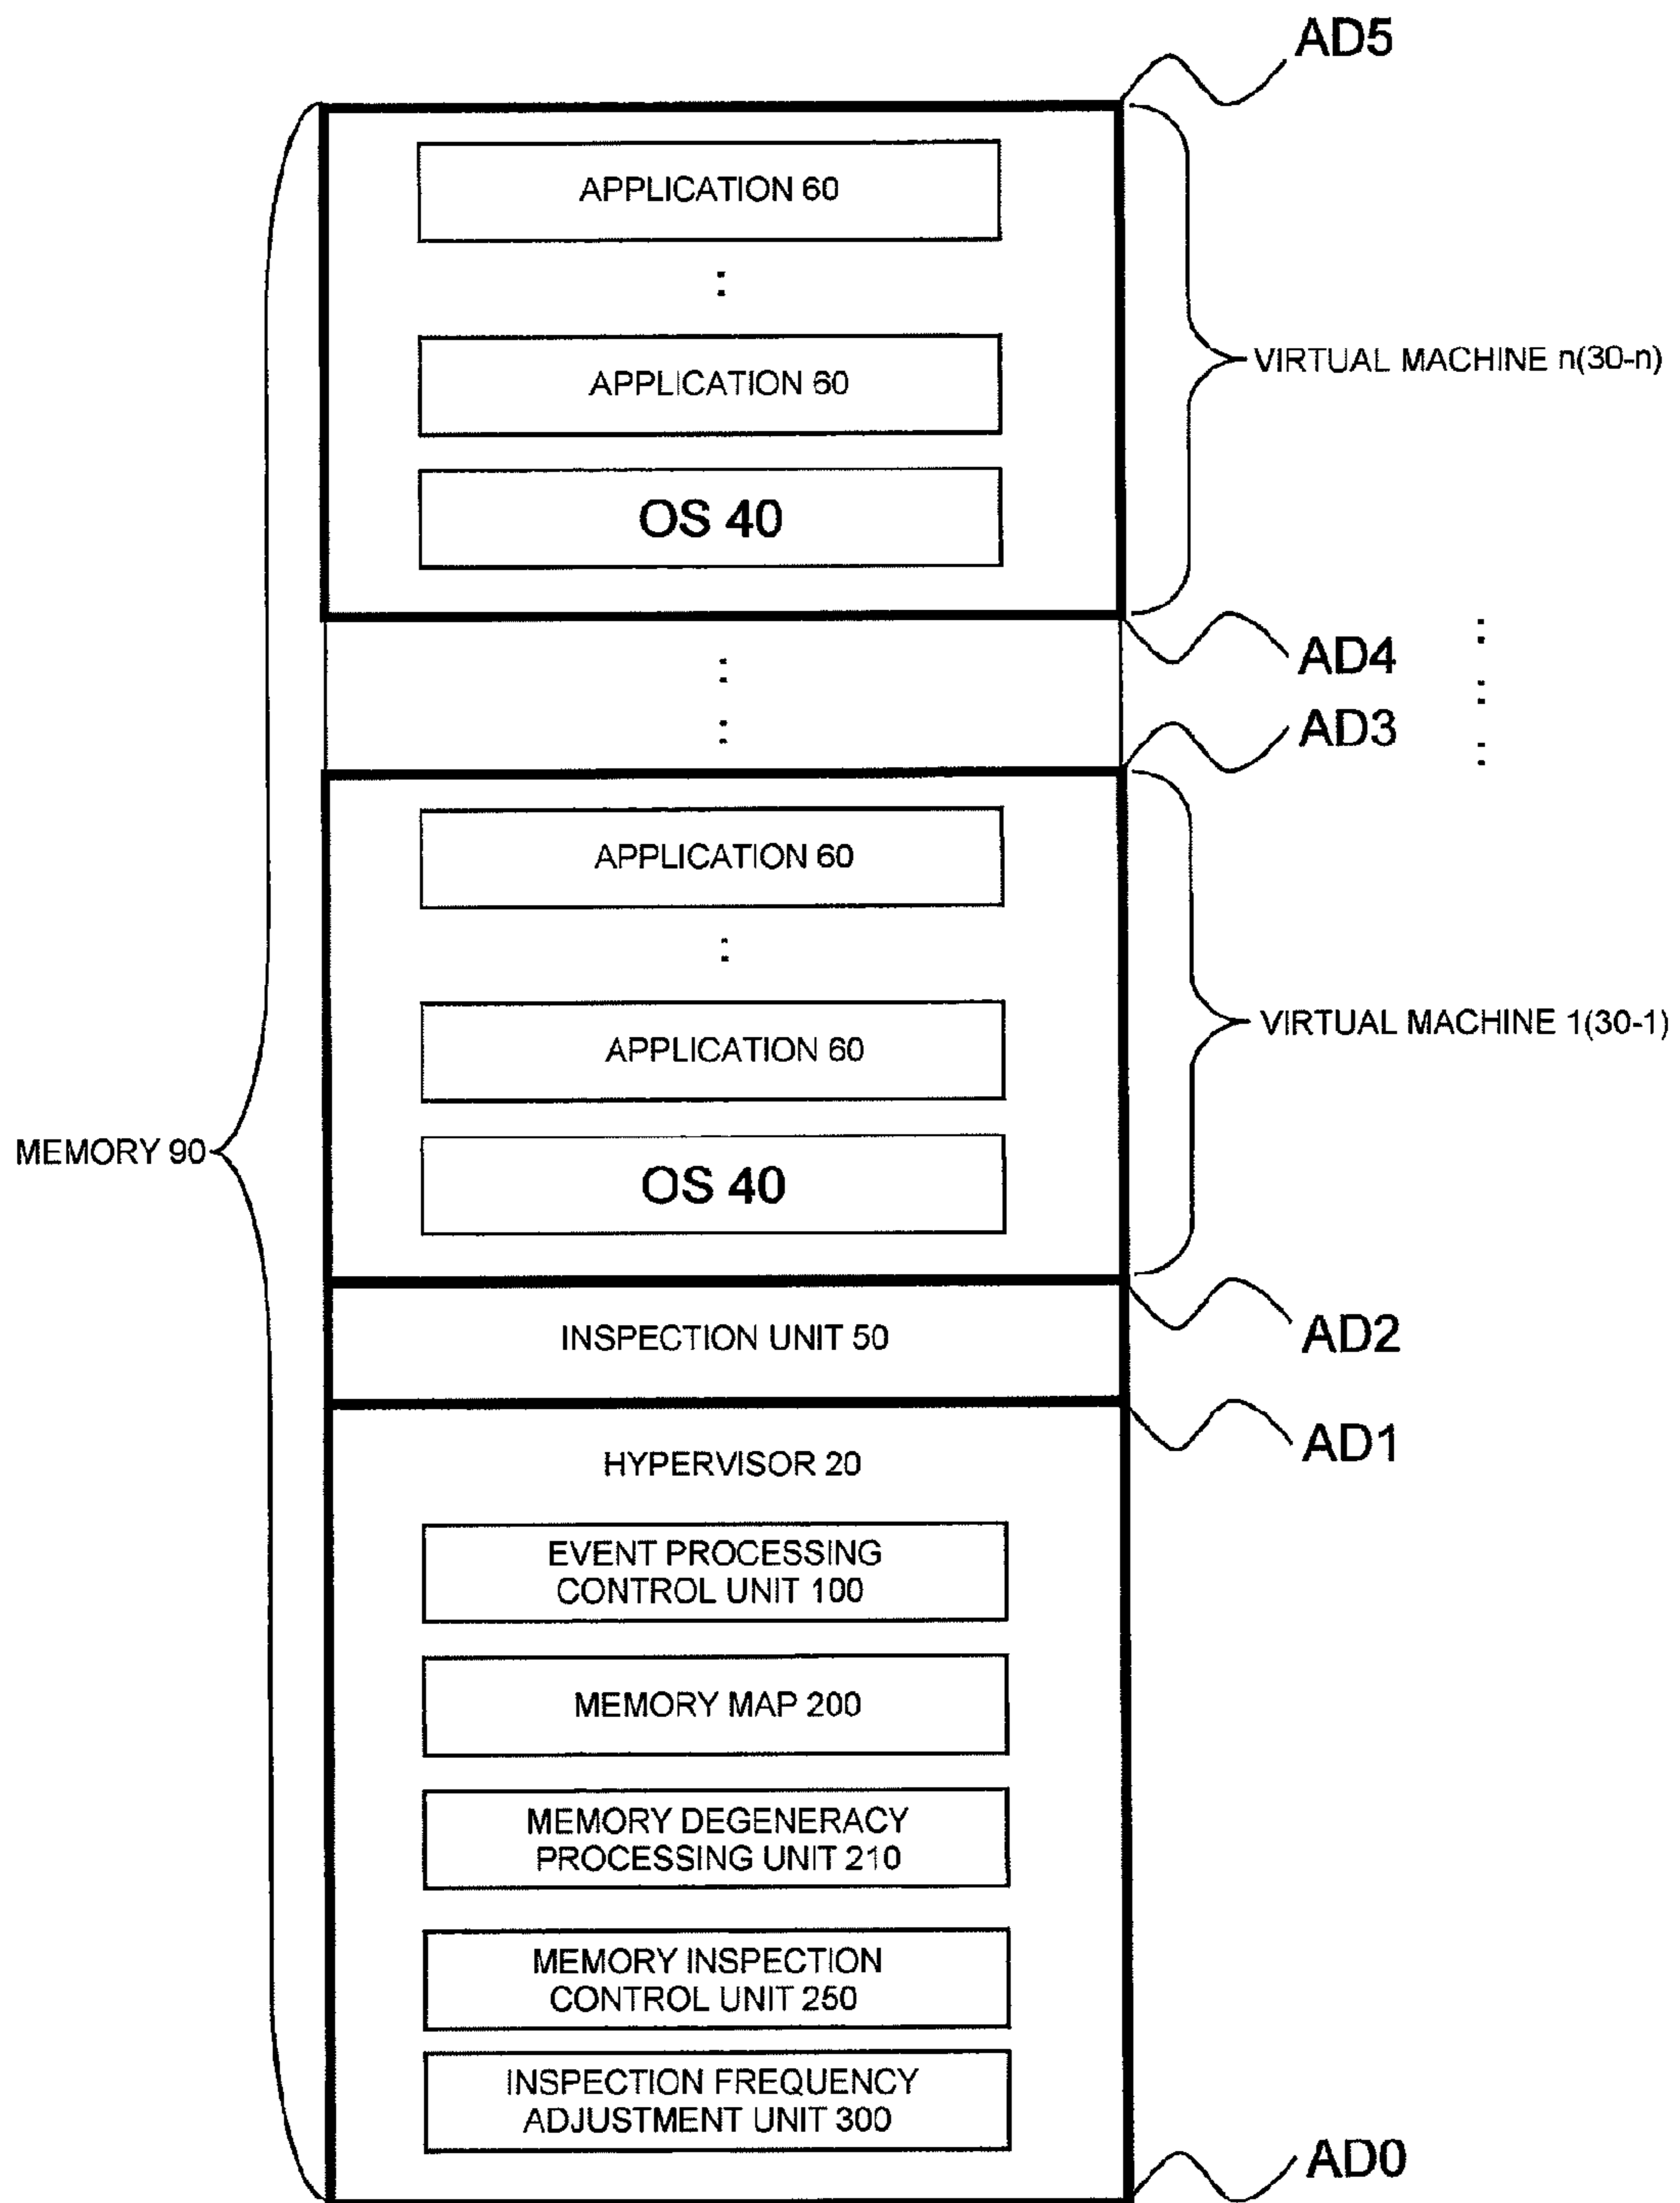 AD5
APPLICATION 60
:
APPLICATION 60
VIRTUAL MACHINE n(30-n)
OS 40
AD4
:
:
:
:
:
AD3
APPLICATION 60
:
APPLICATION 60
VIRTUAL MACHINE 1(30-1)
MEMORY 90
OS 40
INSPECTION UNIT 50
AD2
AD1
HYPERVISOR 20
EVENT PROCESSING
CONTROL UNIT 100
MEMORY MAP 200
MEMORY DEGENERACY
PROCESSING UNIT 210
MEMORY INSPECTION
CONTROL UNIT 250
INSPECTION FREQUENCY
ADJUSTMENT UNIT 300
AD0